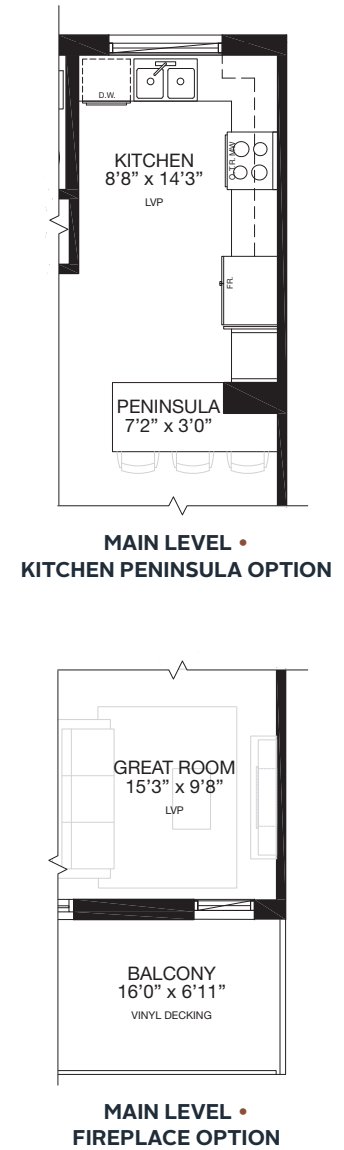 D.W.
O.T.R. MW
KITCHEN
8’8” x 14’3”
LVP
FR.
PENINSULA
7’2” x 3’0”
MAIN LEVEL •
KITCHEN PENINSULA OPTION
GREAT ROOM
15’3” x 9’8”
LVP
BALCONY
16’0” x 6’11”
VINYL DECKING
MAIN LEVEL •
FIREPLACE OPTION